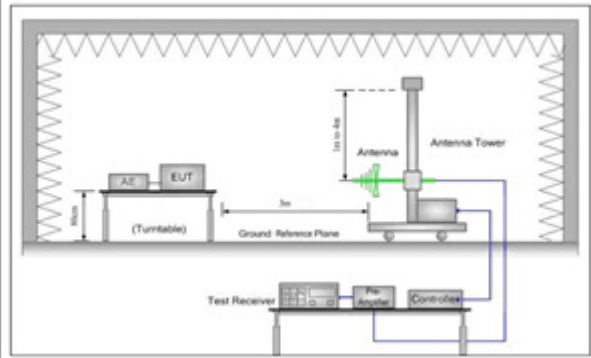 1m to 4m
Antenna
Antenna Tower
AE
EUT
80cm
(Turntable)
3m
Ground Reference Plane
Test Receiver
Pre-
Amplifier
Controller